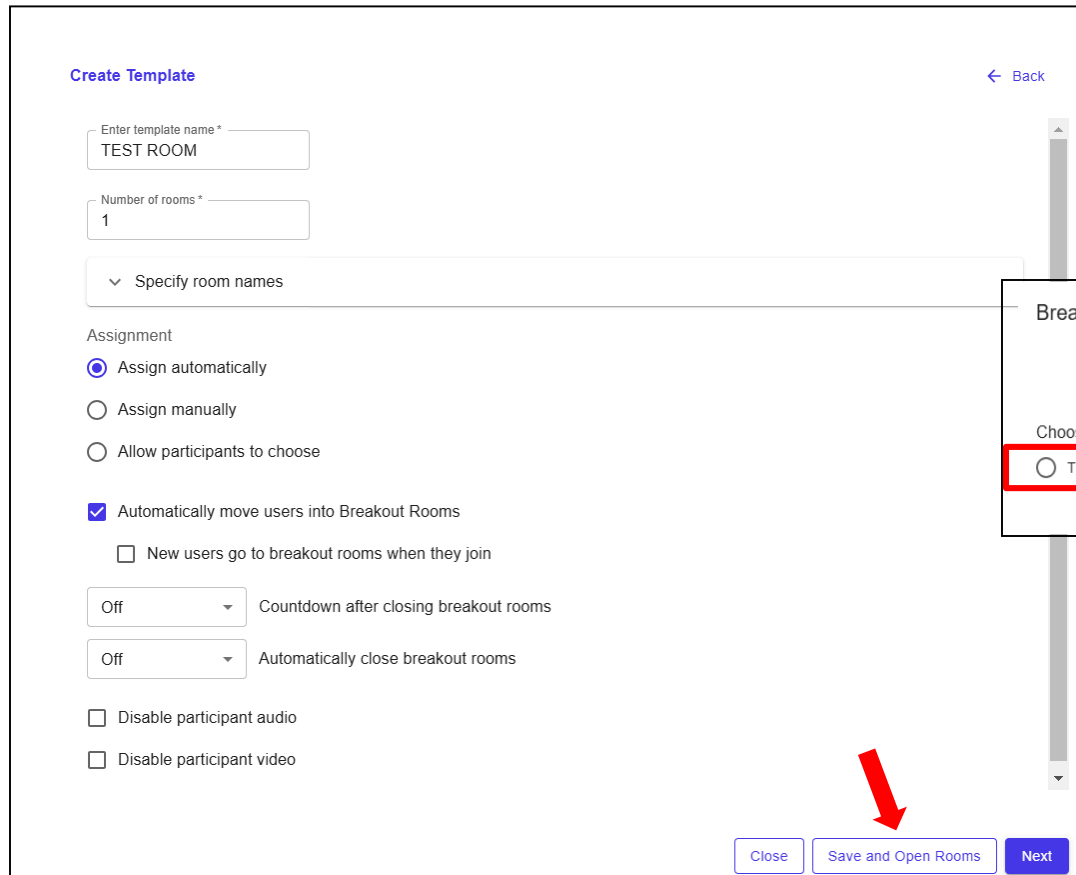 Create Template
Back
Enter template name *
TEST ROOM
Number of rooms *
1
Specify room names
Assignment
Assign automatically
Assign manually
Allow participants to choose
Automatically move users into Breakout Rooms
New users go to breakout rooms when they join
Off
Countdown after closing breakout rooms
Off
Automatically close breakout rooms
Disable participant audio
Disable participant video
Close
Save and Open Rooms
Next
Brea
Choos
T